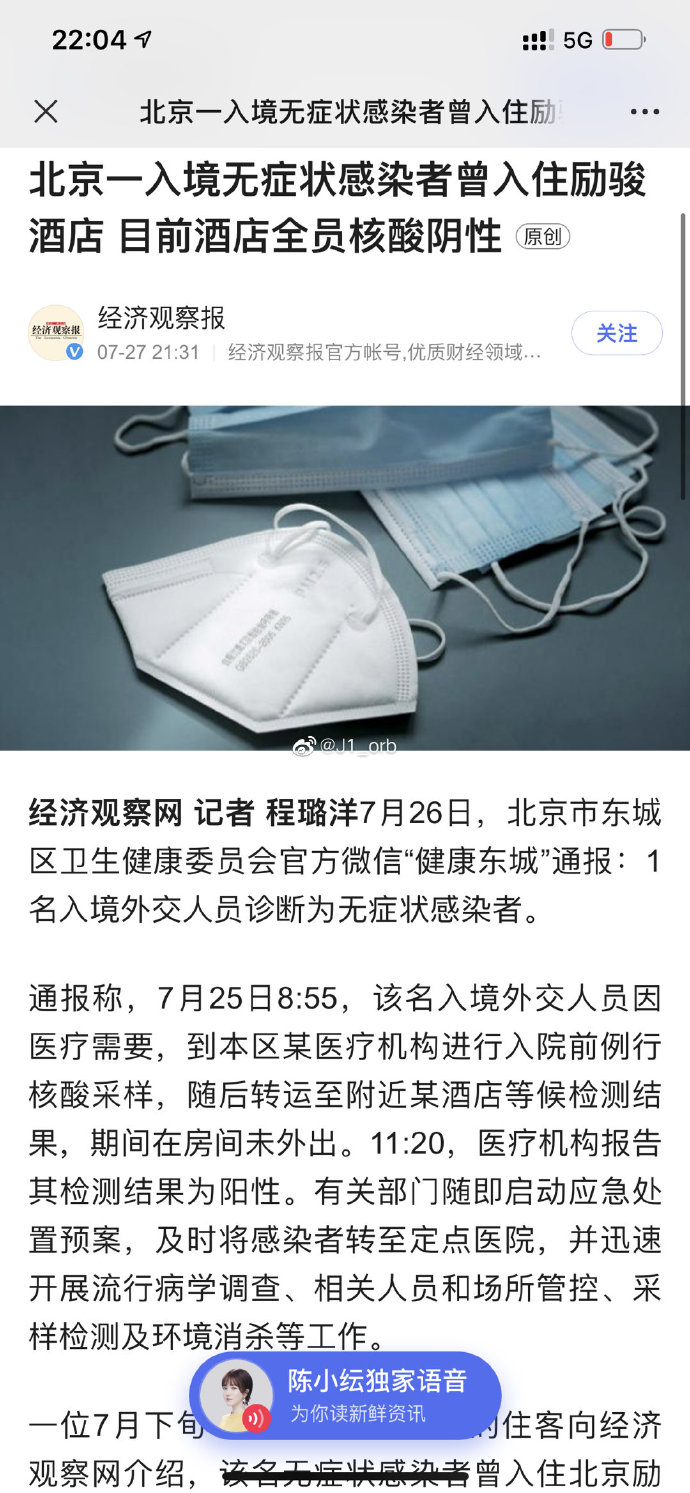 22:04
5G
北京一入境无症状感染者曾入住励
北京一入境无症状感染者曾入住励骏
酒店 目前酒店全员核酸阴性 原创
经济观察报
经济观察报
07-27 21:31 经济观察报官方帐号,优质财经领域...
关注
@J1_orb
经济观察网 记者 程璐洋7月26日，北京市东城
区卫生健康委员会官方微信“健康东城”通报：1
名入境外交人员诊断为无症状感染者。
通报称，7月25日8:55，该名入境外交人员因
医疗需要，到本区某医疗机构进行入院前例行
核酸采样，随后转运至附近某酒店等候检测结
果，期间在房间未外出。11:20，医疗机构报告
其检测结果为阳性。有关部门随即启动应急处
置预案，及时将感染者转至定点医院，并迅速
开展流行病学调查、相关人员和场所管控、采
样检测及环境消杀等工作。
陈小纭独家语音
为你读新鲜资讯
一位7月下旬 的住客向经济
观察网介绍，该名无症状感染者曾入住北京励